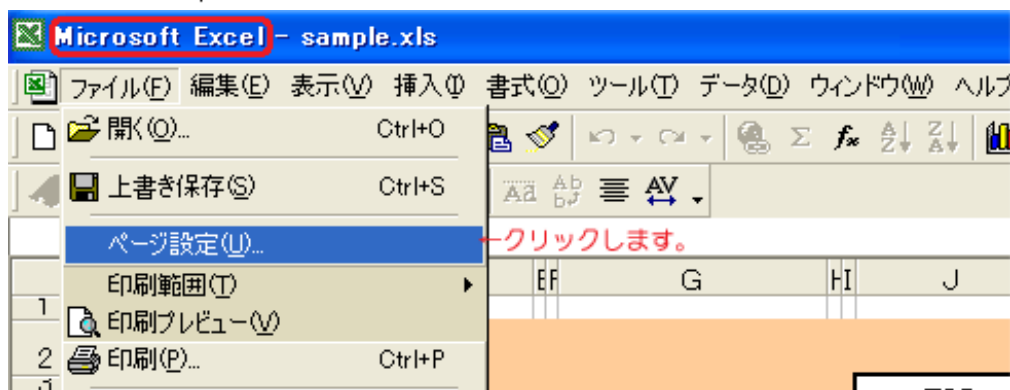 Microsoft Excel - sample.xls
ファイル(F) 編集(E) 表示(V) 挿入(I) 書式(O) ツール(T) データ(D) ウィンドウ(W) ヘルプ
開く(O)... Ctrl+O
上書き保存(S) Ctrl+S
ページ設定(U)... ←クリックします。
E F G H I J
印刷範囲(T)
1
印刷プレビュー(V)
2 印刷(P)... Ctrl+P